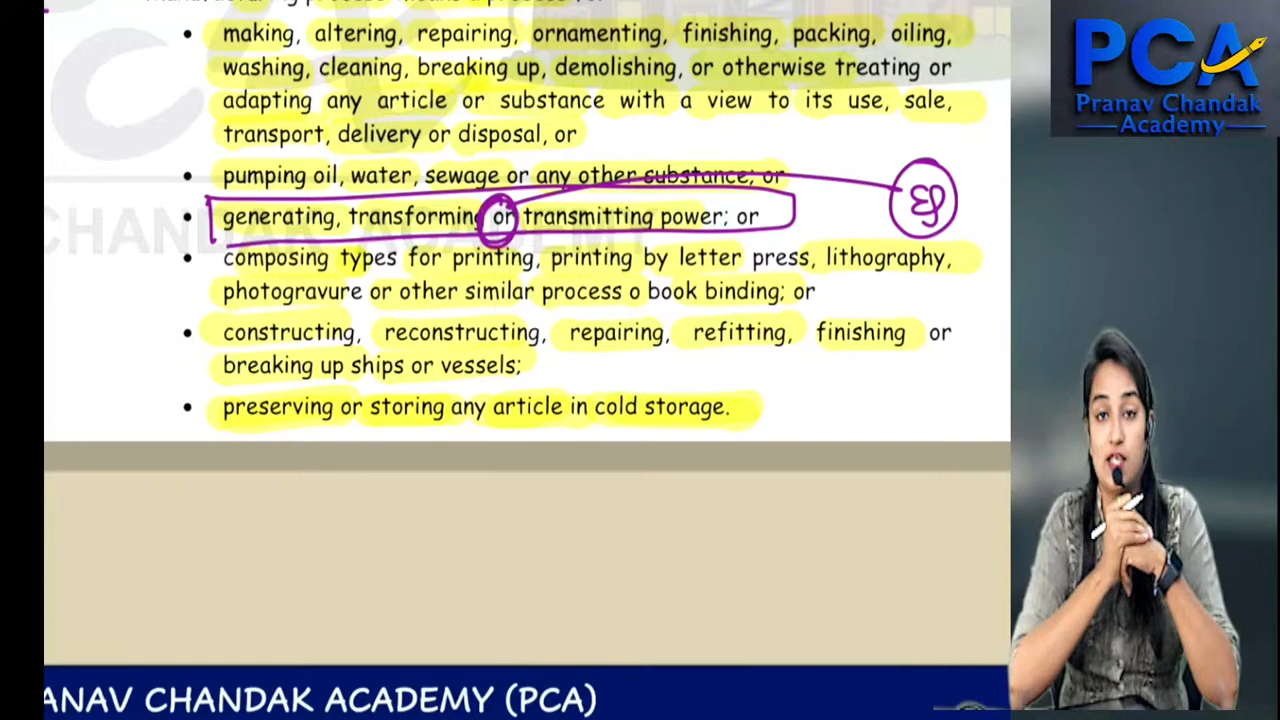 making, altering, repairing, ornamenting, finishing, packing, oiling,
washing, cleaning, breaking up, demolishing, or otherwise treating or
adapting any article or substance with a view to its use, sale,
transport, delivery or disposal, or
pumping oil, water, sewage or any other substance; or
generating, transforming or transmitting power; or
composing types for printing, printing by letter press, lithography,
photogravure or other similar process o book binding; or
constructing, reconstructing, repairing, refitting, finishing or
breaking up ships or vessels;
preserving or storing any article in cold storage.
CHANDAK ACADEMY
ANAV CHANDAK ACADEMY (PCA)
PCA
Pranav Chandak
Academy